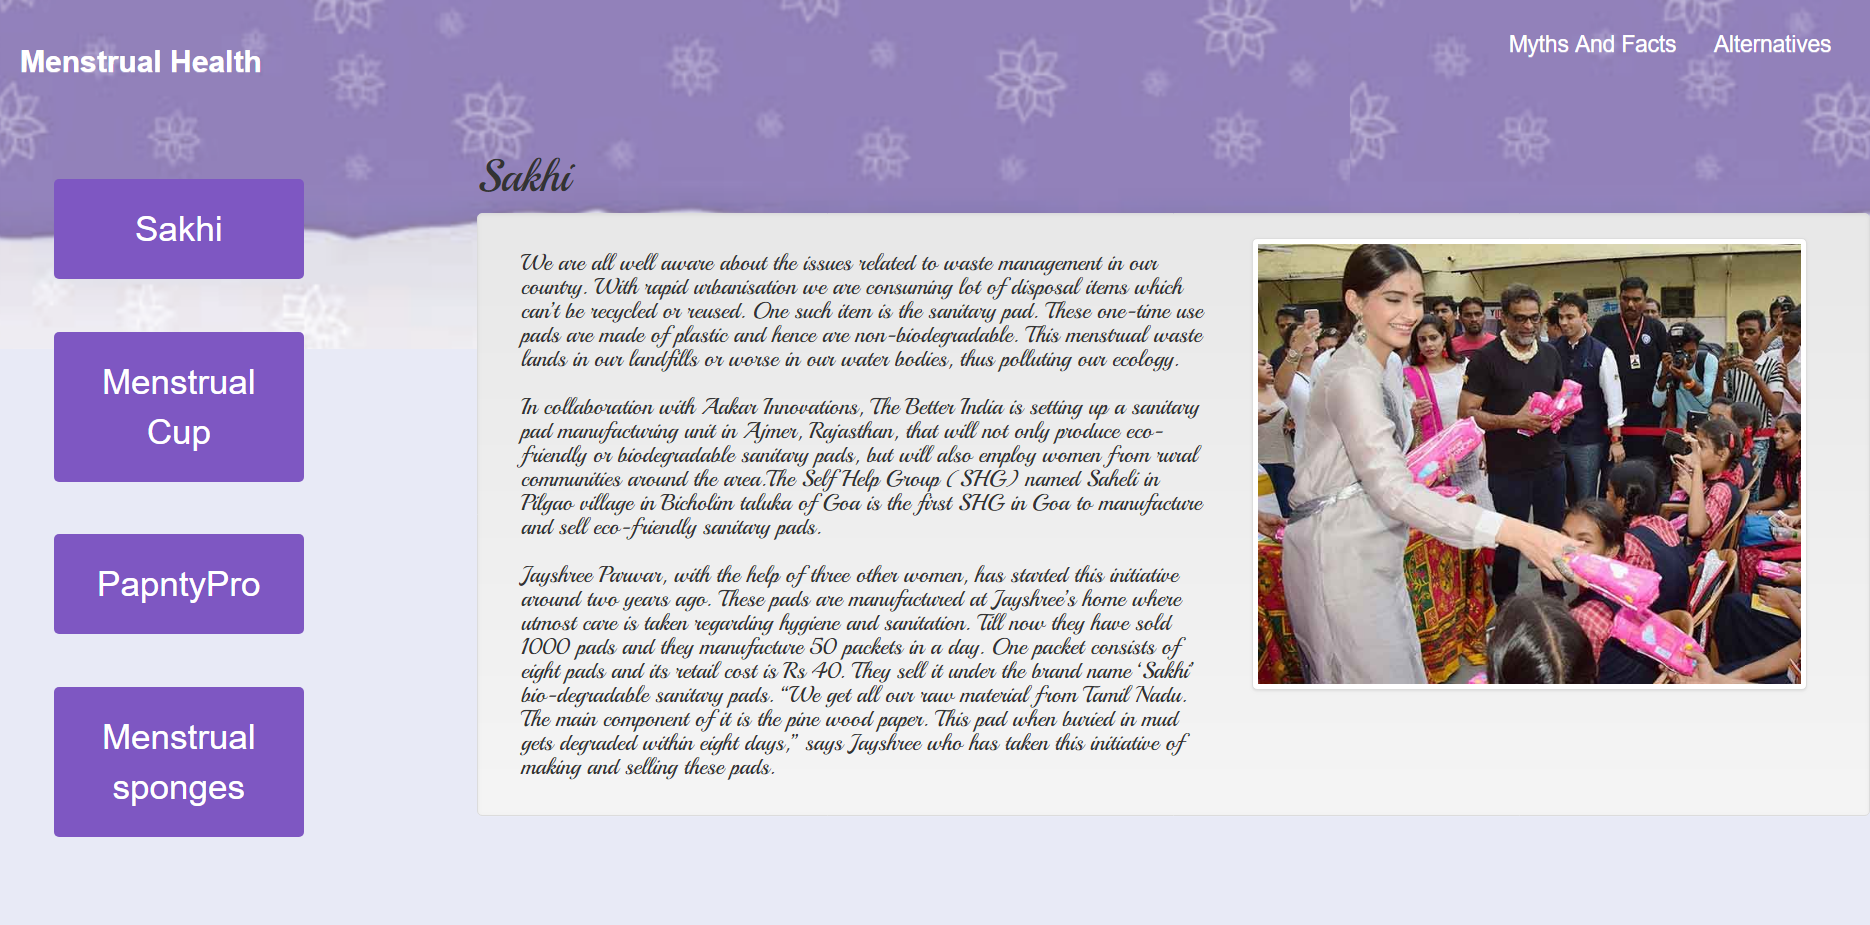 Menstrual Health
Myths And Facts
Alternatives
Sakhi
Menstrual
Cup
PapntyPro
Menstrual
sponges
Sakhi
We are all well aware about the issues related to waste management in our
country. With rapid urbanisation we are consuming lot of disposal items which
can't be recycled or reused. One such item is the sanitary pad. These one-time use
pads are made of plastic and hence are non-biodegradable. This menstrual waste
lands in our landfills or worse in our water bodies, thus polluting our ecology.
In collaboration with Aakar Innovations, The Better India is setting up a sanitary
pad manufacturing unit in Ajmer, Rajasthan, that will not only produce eco-
friendly or biodegradable sanitary pads, but will also employ women from rural
communities around the area.The Self Help Group (SHG) named Saheli in
Pilgao village in Bicholim taluka of Goa is the first SHG in Goa to manufacture
and sell eco-friendly sanitary pads.
Jayshree Parwar, with the help of three other women, has started this initiative
around two years ago. These pads are manufactured at Jayshree's home where
utmost care is taken regarding hygiene and sanitation. Till now they have sold
1000 pads and they manufacture 50 packets in a day. One packet consists of
eight pads and its retail cost is Rs 40. They sell it under the brand name ‘Sakhi’
bio-degradable sanitary pads. “We get all our raw material from Tamil Nadu.
The main component of it is the pine wood paper. This pad when buried in mud
gets degraded within eight days,” says Jayshree who has taken this initiative of
making and selling these pads.